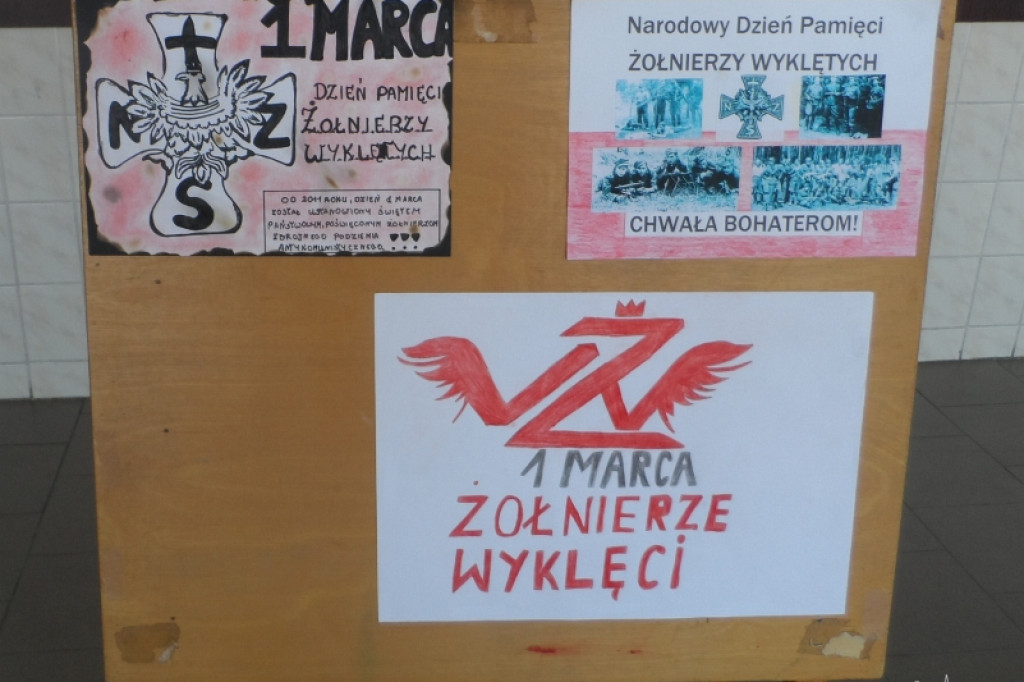 1 MARCA
DZIEŃ PAMIĘCI
ŻOŁNIERZY
WYKLĘTYCH
N Z
S
OD 2011 ROKU, DZIEŃ 1 MARCA
ZOSTAŁ USTANOWIONY ŚWIĘTEM
PAŃSTWOWYM, POŚWIĘCONYM ŻOŁNIERZOM
ZBROJNEGO PODZIEMIA
ANTYKOMUNISTYCZNEGO
Narodowy Dzień Pamięci
ŻOŁNIERZY WYKLĘTYCH
CHWAŁA BOHATEROM!
1 MARCA
ŻOŁNIERZE
WYKLĘCI